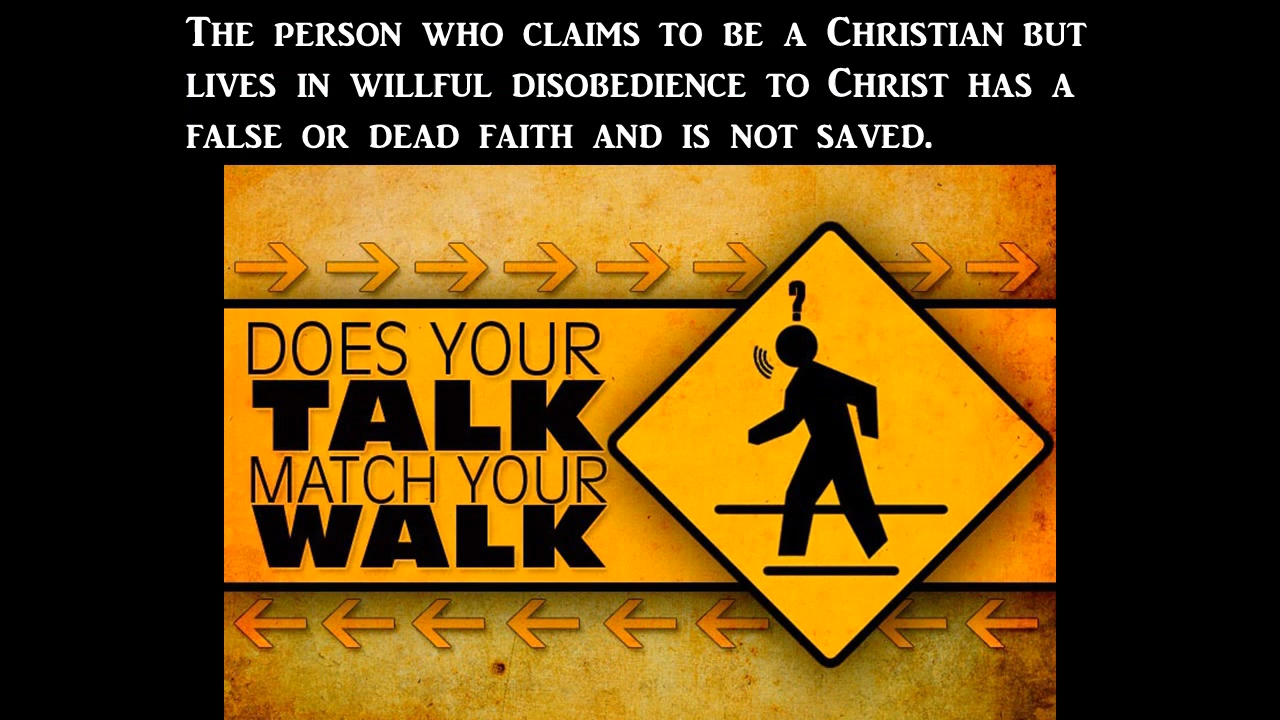 The person who claims to be a Christian but
lives in willful disobedience to Christ has a
false or dead faith and is not saved.
?
DOES YOUR
TALK
MATCH YOUR
WALK